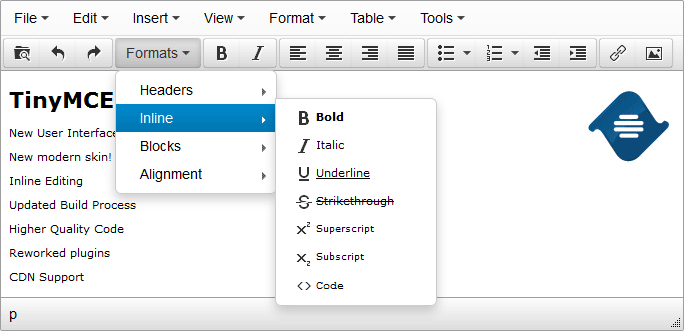 File Edit Insert View Format Table Tools
Formats B I
TinyMCE
New User Interface
New modern skin!
Inline Editing
Updated Build Process
Higher Quality Code
Reworked plugins
CDN Support
Headers
Inline
Blocks
Alignment
B Bold
I Italic
U Underline
S Strikethrough
x² Superscript
x₂ Subscript
<> Code
p